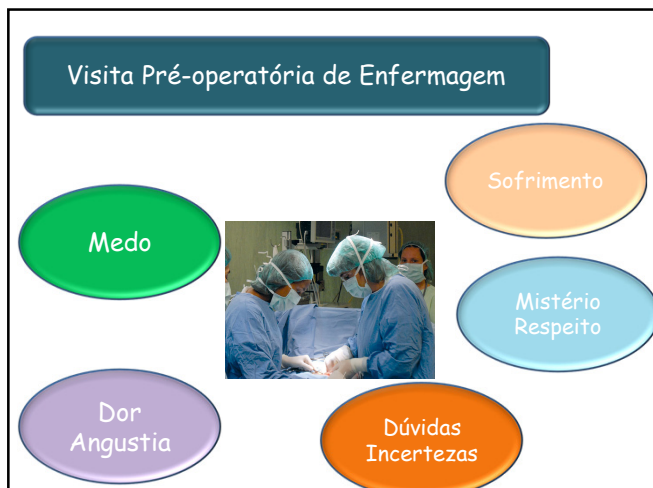 Visita Pré-operatória de Enfermagem
Sofrimento
Medo
Mistério
Respeito
Dor
Angustia
Dúvidas
Incertezas